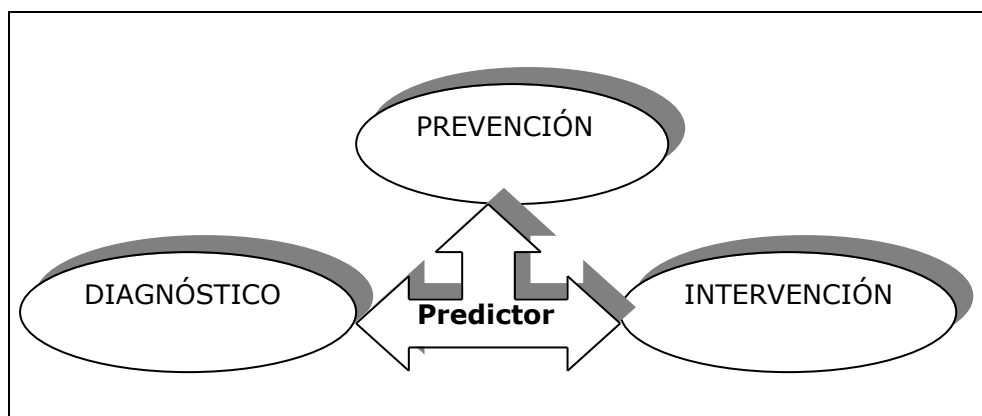 PREVENCIÓN
DIAGNÓSTICO
INTERVENCIÓN
Predictor